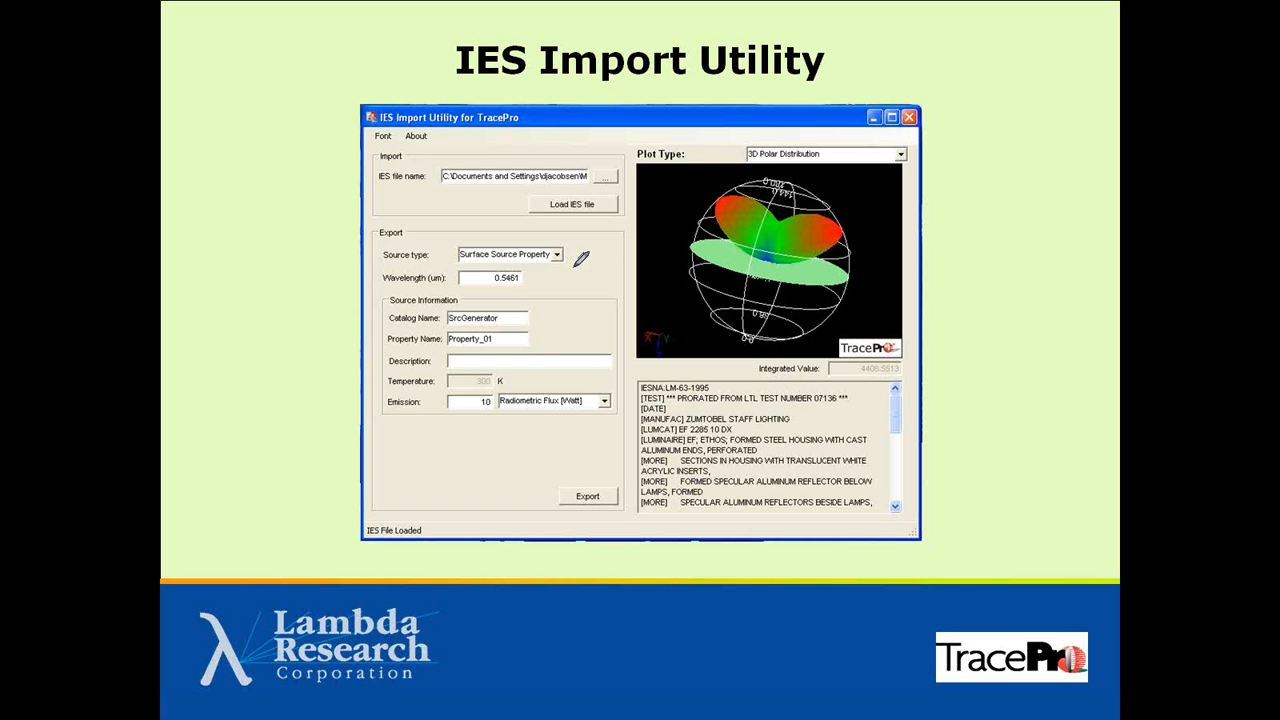 IES Import Utility
IES Import Utility for TracePro
Font About
Import
IES file name: C:\Documents and Settings\djacobsen\M ...
Load IES file
Export
Source type: Surface Source Property
Wavelength (um): 0.5461
Source Information
Catalog Name: SrcGenerator
Property Name: Property_01
Description:
Temperature: 300 K
Emission: 10 Radiometric Flux [Watt]
Export
IES File Loaded
Plot Type: 3D Polar Distribution
X Y
TracePro
Integrated Value: 4406.5513
IESNA:LM-63-1995
[TEST] *** PRORATED FROM LTL TEST NUMBER 07136 ***
[DATE]
[MANUFAC] ZUMTOBEL STAFF LIGHTING
[LUMCAT] EF 2285 10 DX
[LUMINAIRE] EF; ETHOS; FORMED STEEL HOUSING WITH CAST
ALUMINUM ENDS, PERFORATED
[MORE] SECTIONS IN HOUSING WITH TRANSLUCENT WHITE
ACRYLIC INSERTS,
[MORE] FORMED SPECULAR ALUMINUM REFLECTOR BELOW
LAMPS, FORMED
[MORE] SPECULAR ALUMINUM REFLECTORS BESIDE LAMPS,
λ Lambda
Research
Corporation
TracePro